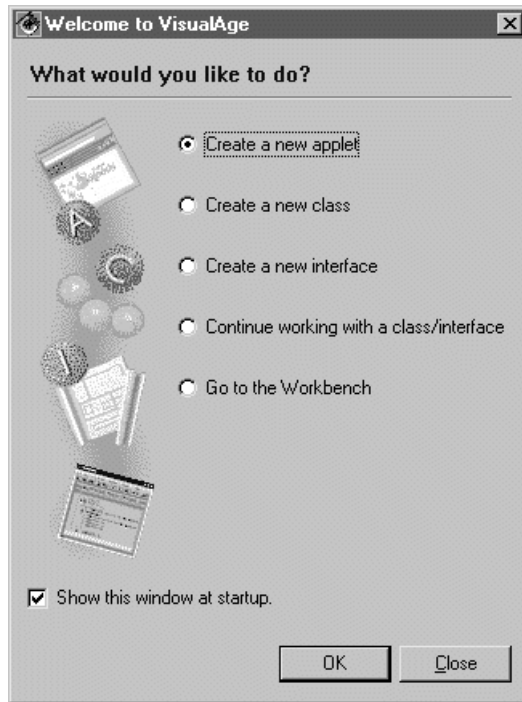 Welcome to VisualAge
What would you like to do?
Create a new applet
Create a new class
Create a new interface
Continue working with a class/interface
Go to the Workbench
A
C
I
Show this window at startup.
OK
Close